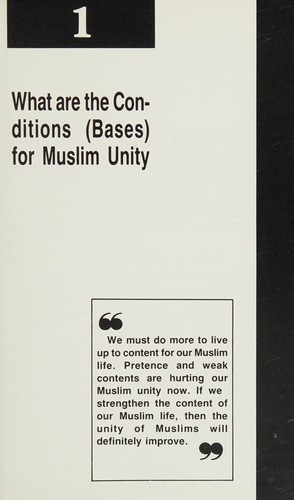 1
What are the Con-
ditions (Bases)
for Muslim Unity
❝
We must do more to live
up to content for our Muslim
life. Pretence and weak
contents are hurting our
Muslim unity now. If we
strengthen the content of
our Muslim life, then the
unity of Muslims will
definitely improve.
❞